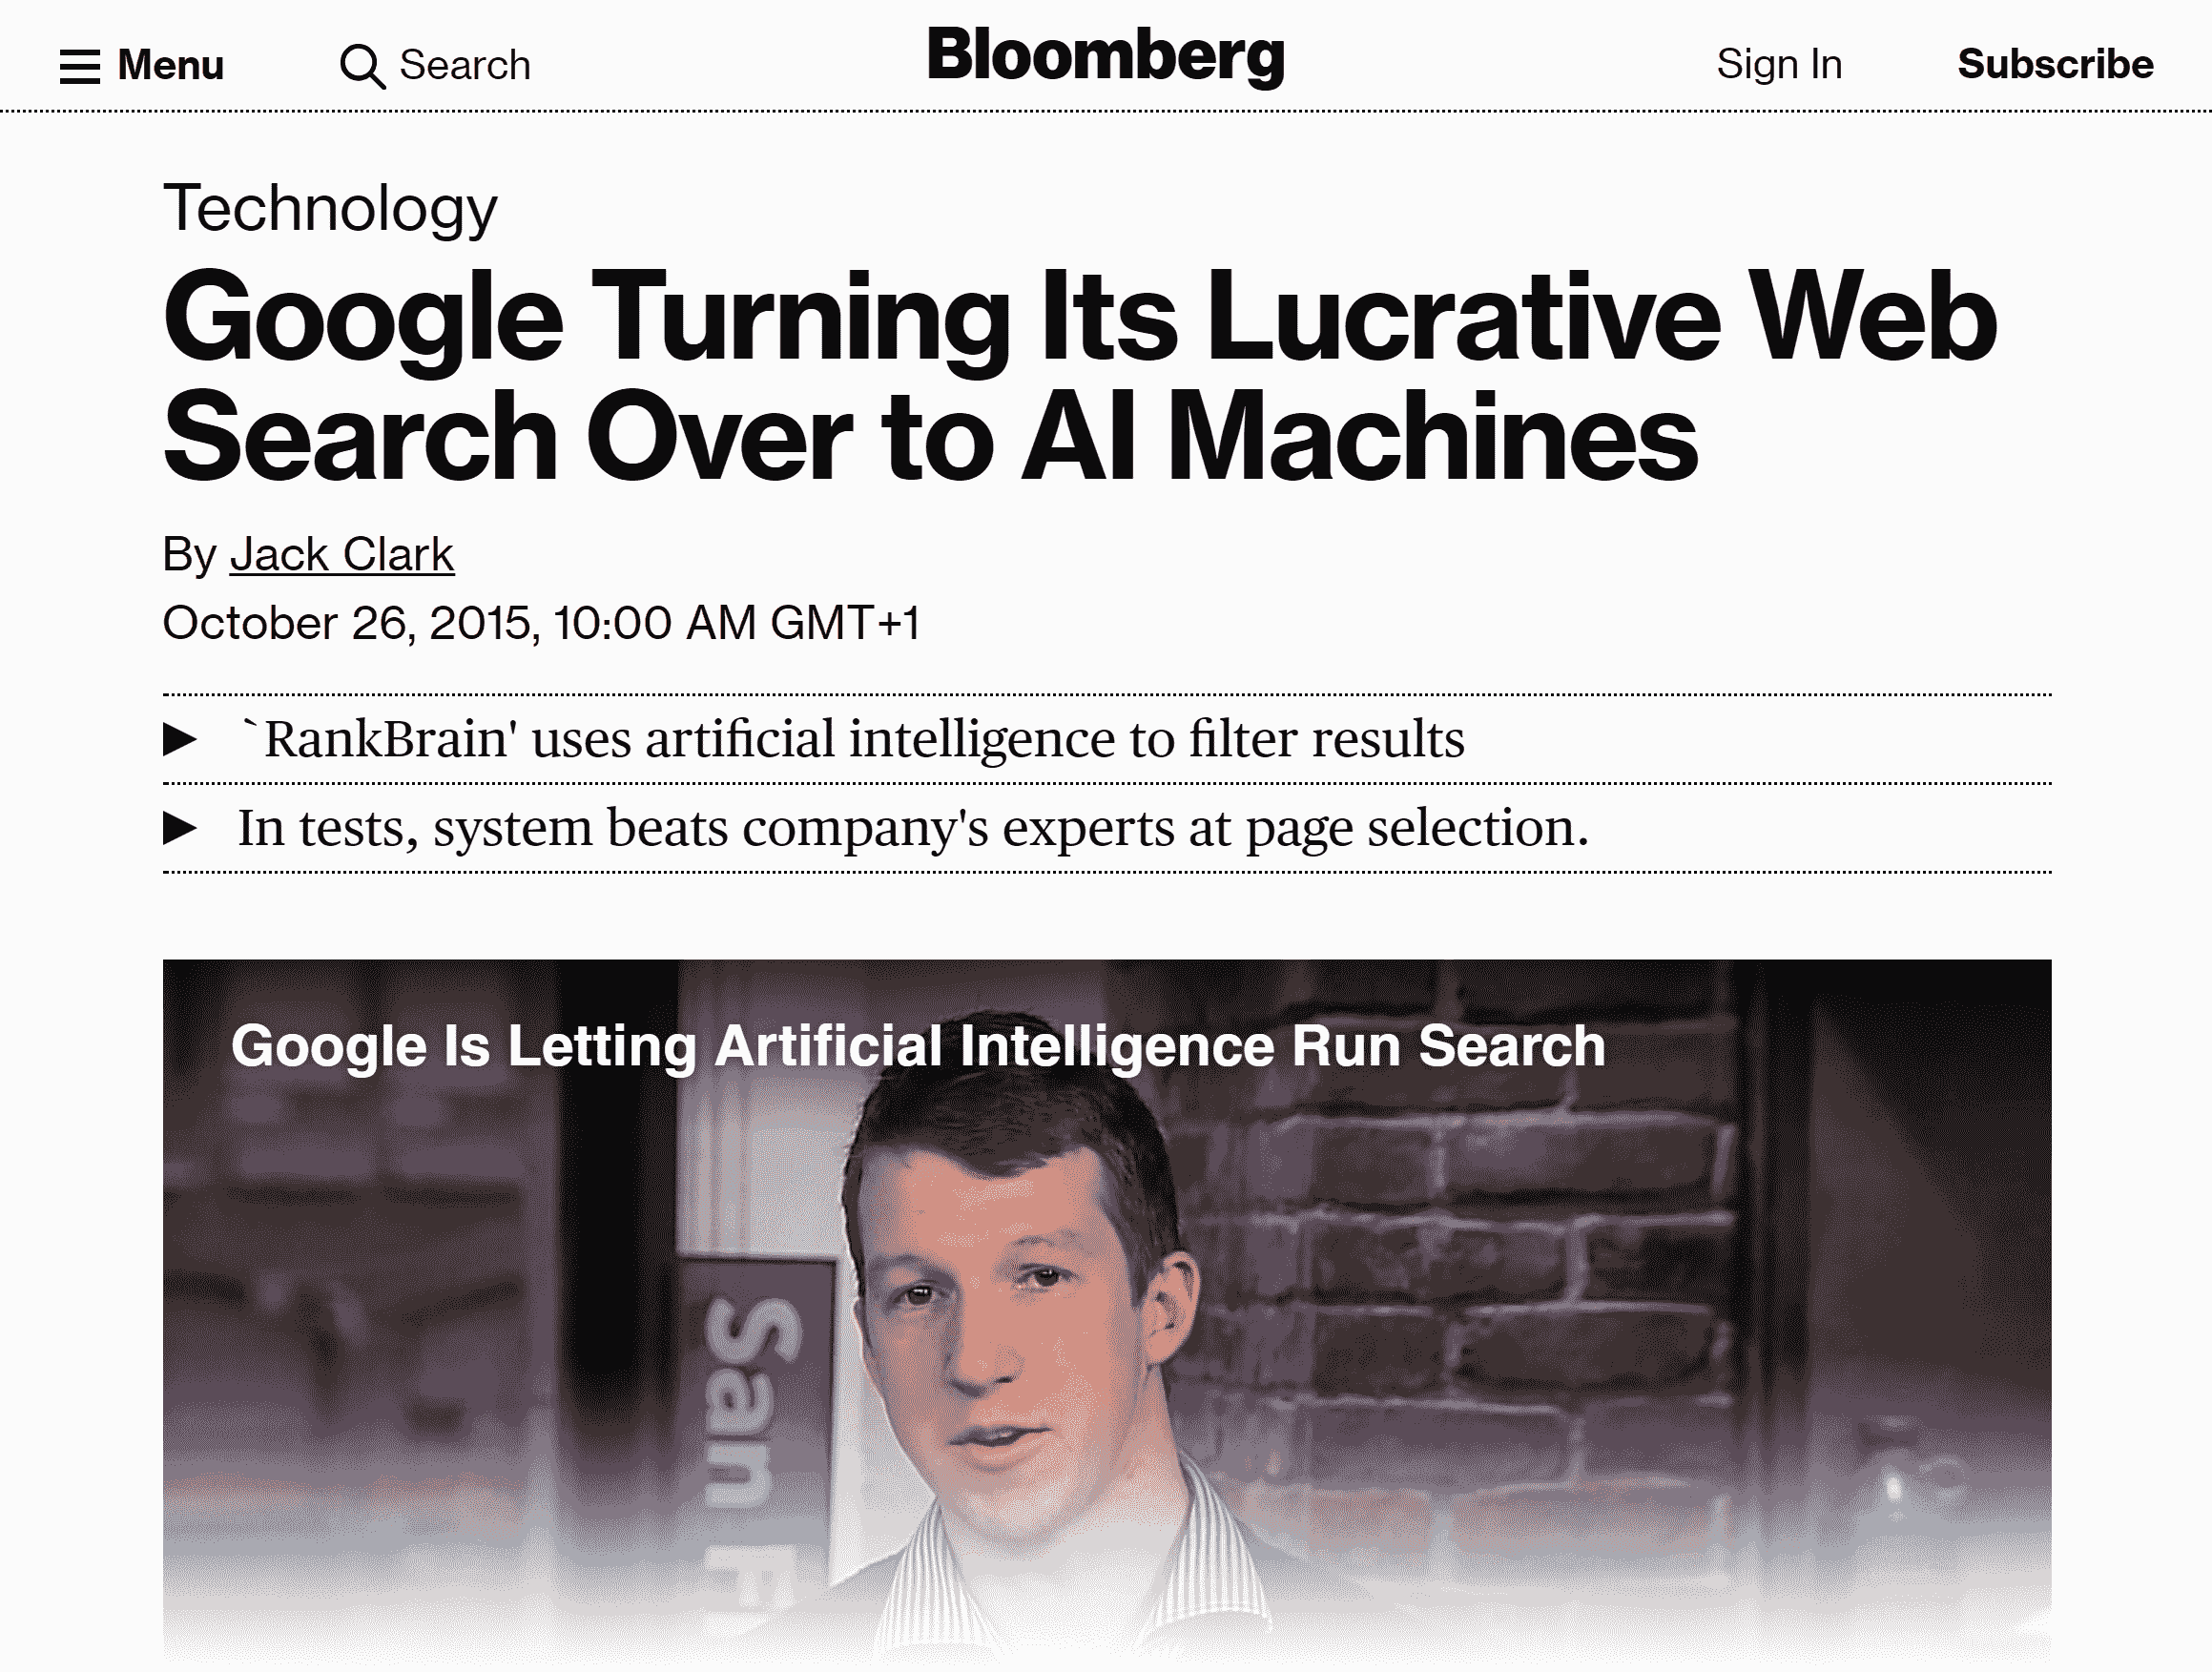 Menu
Search
Bloomberg
Sign In
Subscribe
Technology
Google Turning Its Lucrative Web
Search Over to AI Machines
By Jack Clark
October 26, 2015, 10:00 AM GMT+1
▶ `RankBrain' uses artificial intelligence to filter results
▶ In tests, system beats company's experts at page selection.
Google Is Letting Artificial Intelligence Run Search
San F